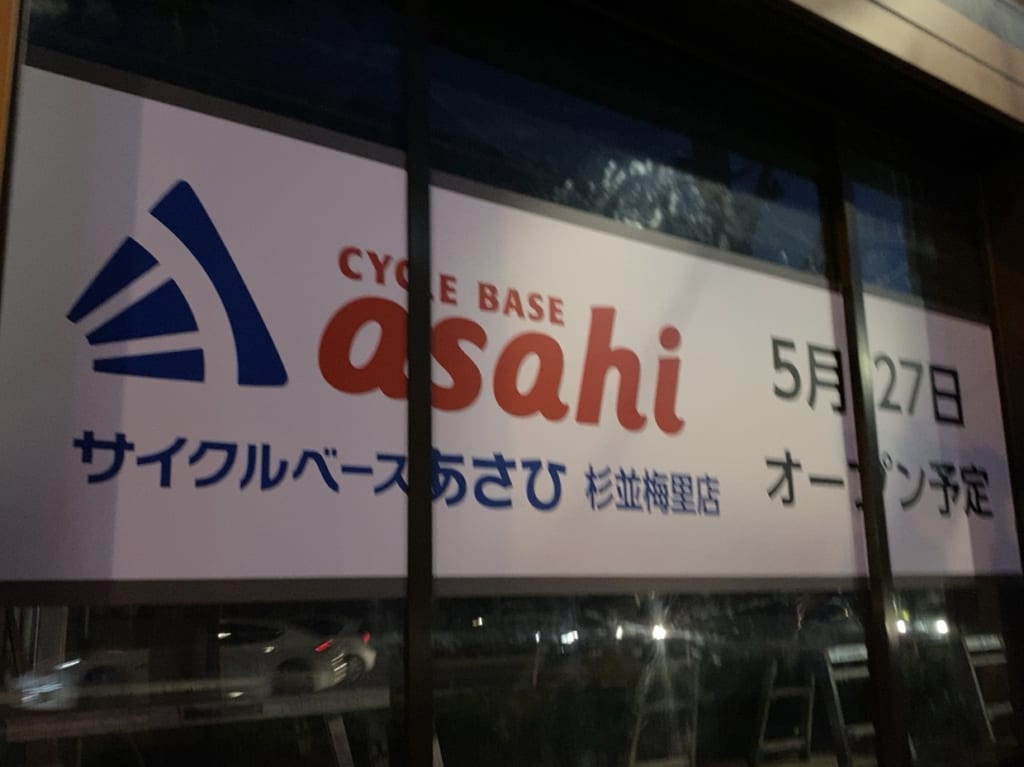 CYCLE BASE
asahi
サイクルベースあさひ 杉並梅里店
5月27日
オープン予定